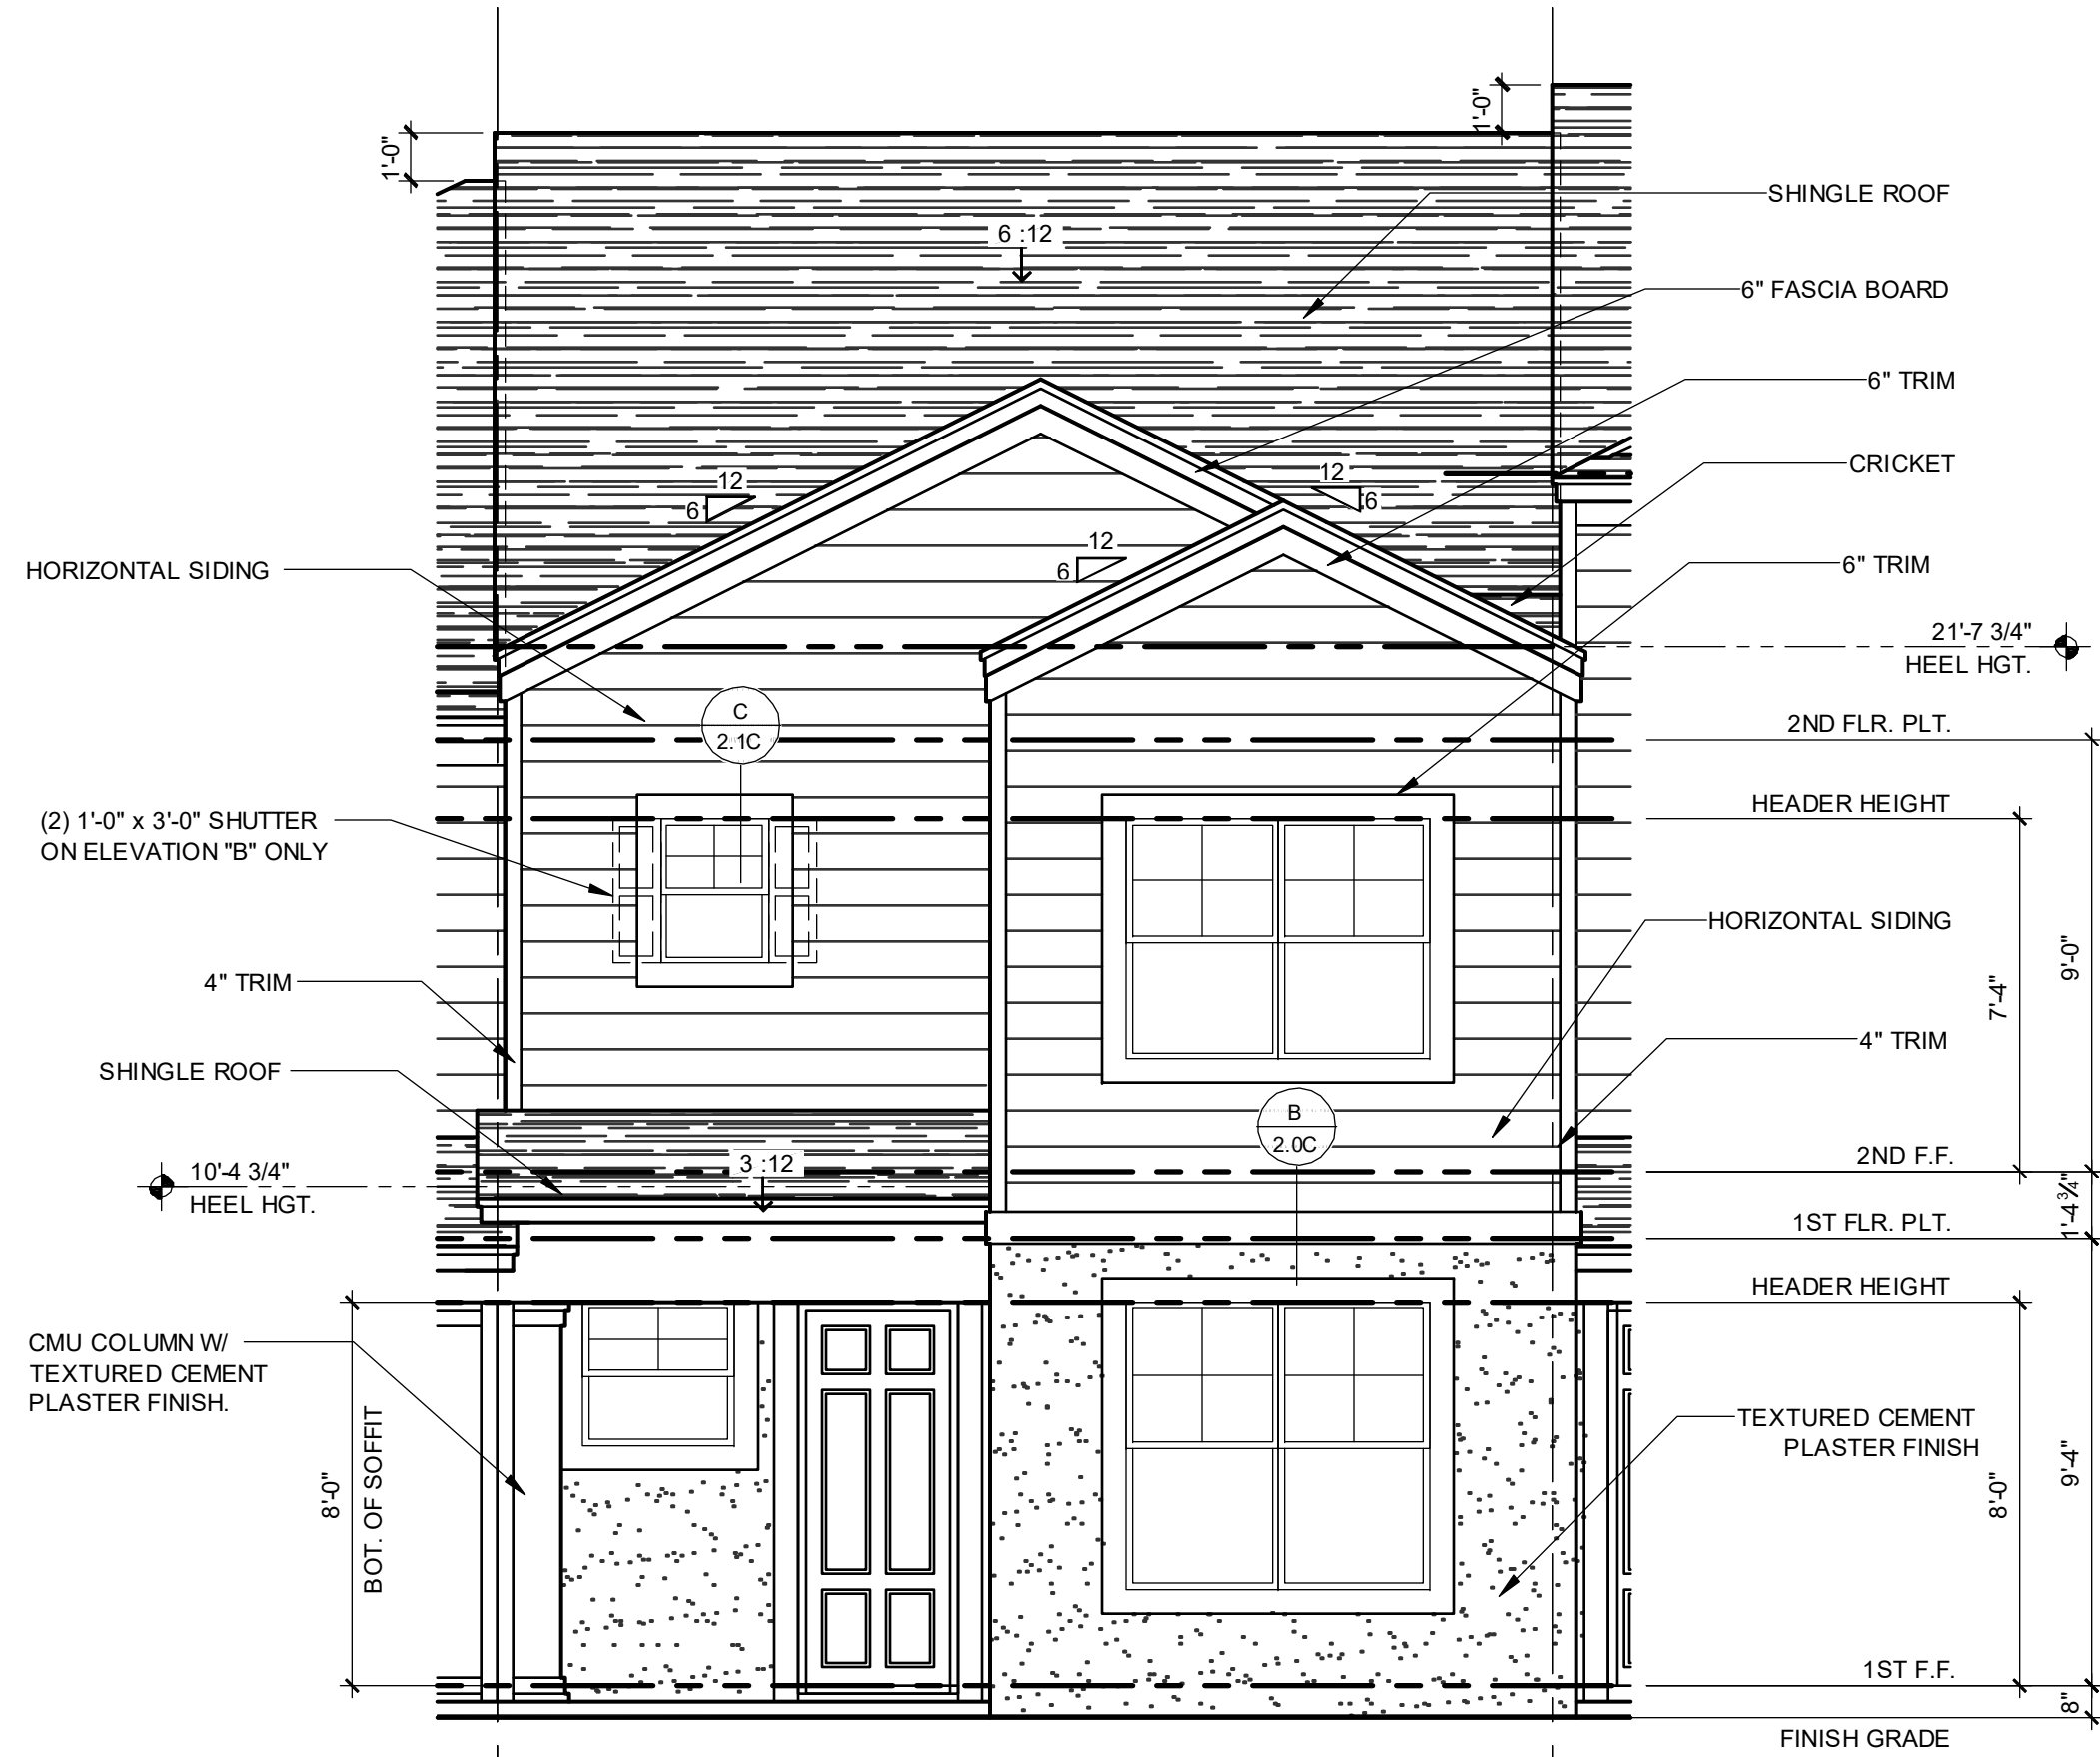 1'-0"
1'-0"
SHINGLE ROOF
6 :12
6" FASCIA BOARD
6" TRIM
CRICKET
12
6
12
6
12
6
HORIZONTAL SIDING
6" TRIM
21'-7 3/4"
HEEL HGT.
C
2.1C
2ND FLR. PLT.
HEADER HEIGHT
(2) 1'-0" x 3'-0" SHUTTER
ON ELEVATION "B" ONLY
HORIZONTAL SIDING
9'-0"
7'-4"
4" TRIM
4" TRIM
SHINGLE ROOF
B
2.0C
3 :12
2ND F.F.
10'-4 3/4"
HEEL HGT.
1'-4 3/4"
1ST FLR. PLT.
HEADER HEIGHT
CMU COLUMN W/
TEXTURED CEMENT
PLASTER FINISH.
8'-0"
BOT. OF SOFFIT
TEXTURED CEMENT
PLASTER FINISH
8'-0"
9'-4"
1ST F.F.
8"
FINISH GRADE